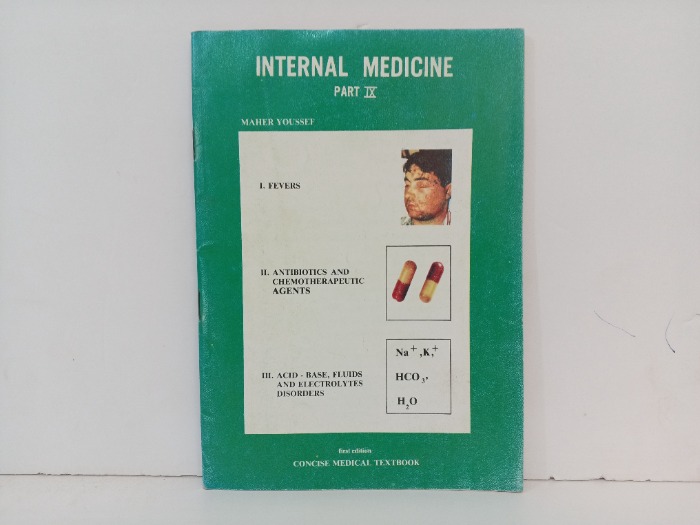 INTERNAL MEDICINE
PART IX
MAHER YOUSSEF
I. FEVERS
II. ANTIBIOTICS AND
CHEMOTHERAPEUTIC
AGENTS
Na⁺ ,K,⁺
III. ACID - BASE, FLUIDS
AND ELECTROLYTES
DISORDERS
HCO₃,
H₂O
first edition
CONCISE MEDICAL TEXTBOOK